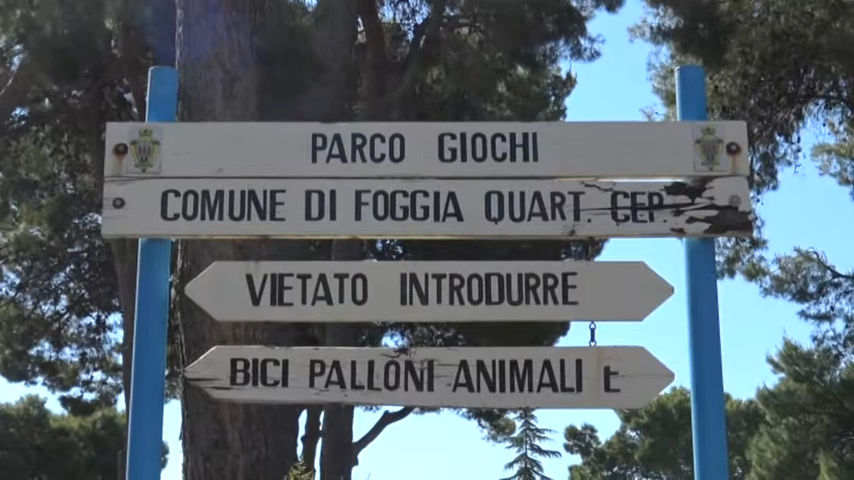 PARCO GIOCHI
COMUNE DI FOGGIA QUART. CEP.
VIETATO INTRODURRE
BICI PALLONI ANIMALI E